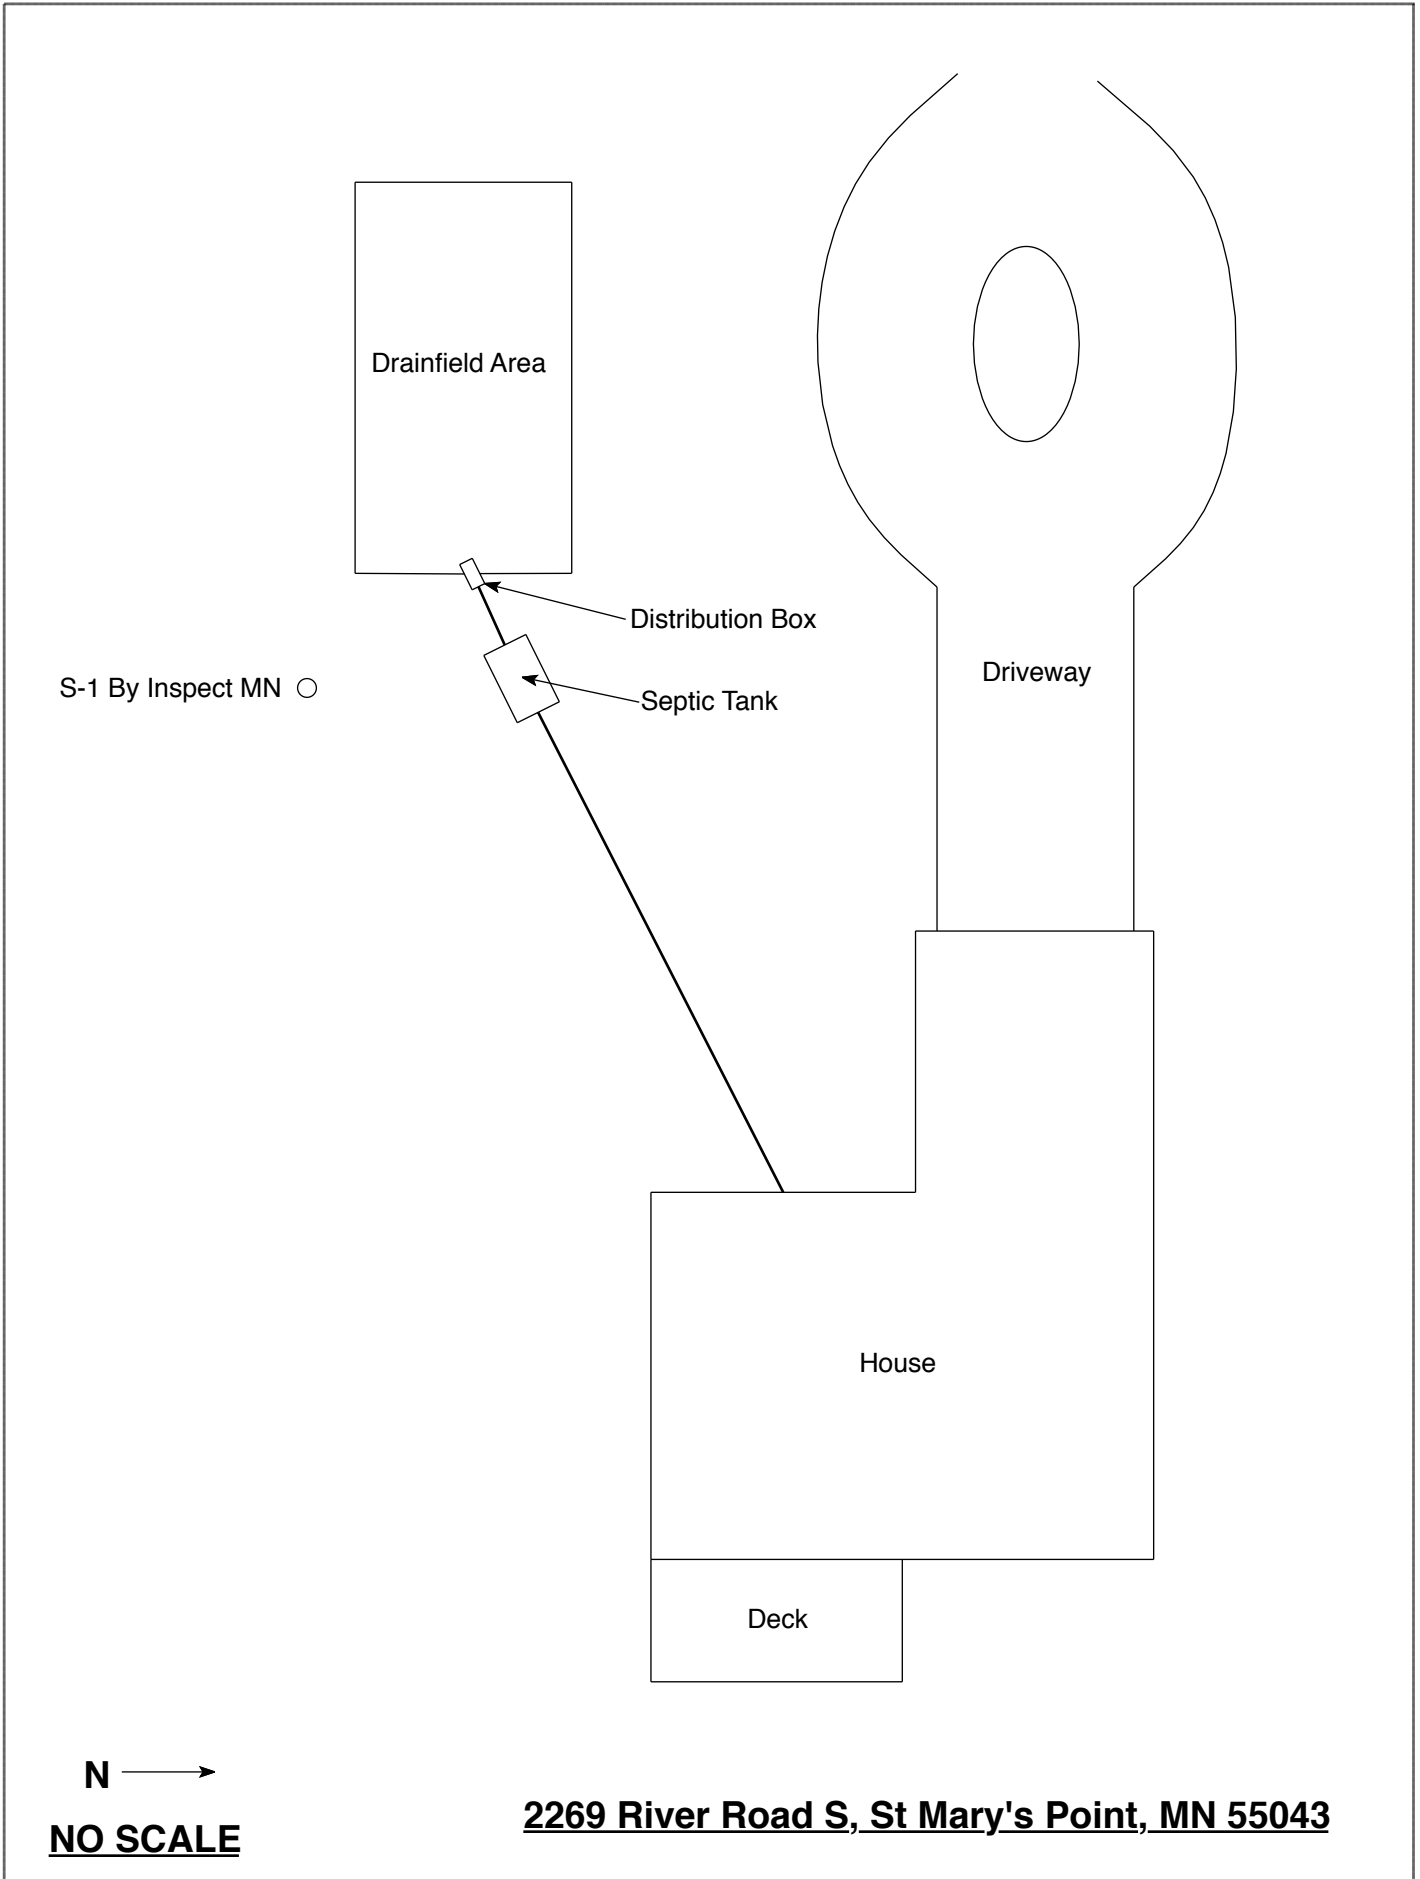 Drainfield Area
Distribution Box
Driveway
S-1 By Inspect MN
Septic Tank
House
Deck
N
2269 River Road S, St Mary's Point, MN 55043
NO SCALE